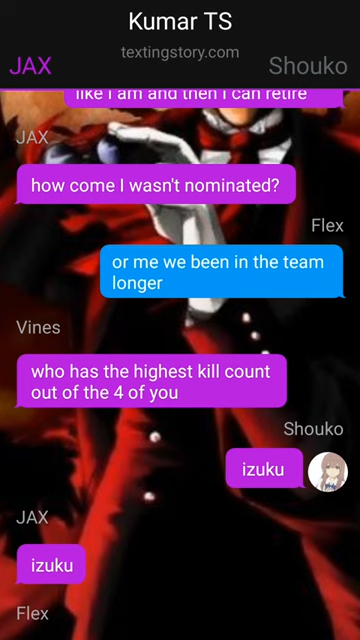 Kumar TS
textingstory.com
JAX
Shouko
like I am and then I can retire
JAX
how come I wasn't nominated?
Flex
or me we been in the team
longer
Vines
who has the highest kill count
out of the 4 of you
Shouko
izuku
JAX
izuku
Flex